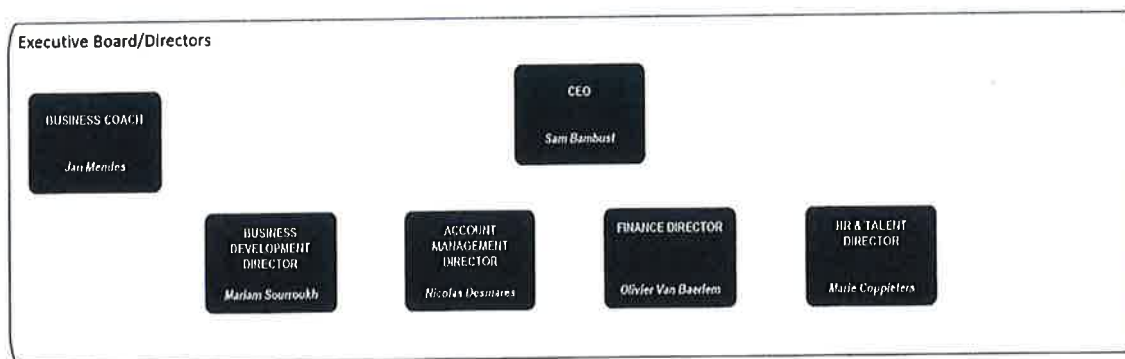 Executive Board/Directors
CEO
Sam Bambust
BUSINESS COACH
Jan Mendes
BUSINESS
DEVELOPMENT
DIRECTOR
Mariam Sourroukh
ACCOUNT
MANAGEMENT
DIRECTOR
Nicolas Desmares
FINANCE DIRECTOR
Olivier Van Baerlem
HR & TALENT
DIRECTOR
Marie Coppieters